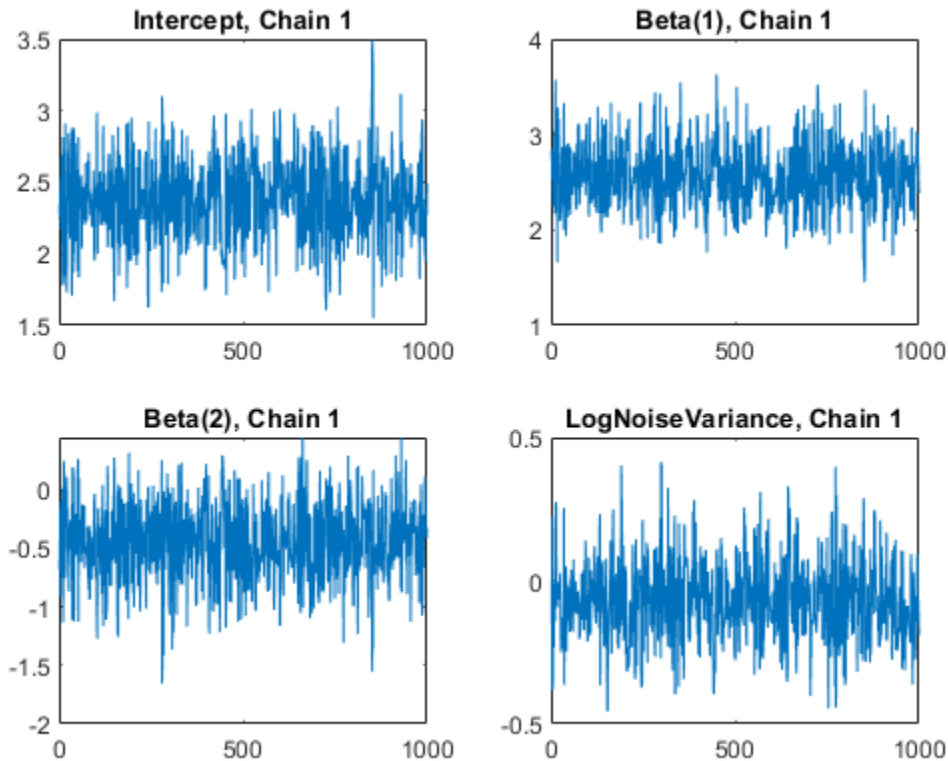 Intercept, Chain 1
3.5
3
2.5
2
1.5
0 500 1000
Beta(1), Chain 1
4
3
2
1
0 500 1000
Beta(2), Chain 1
0
-0.5
-1
-1.5
-2
0 500 1000
LogNoiseVariance, Chain 1
0.5
0
-0.5
0 500 1000